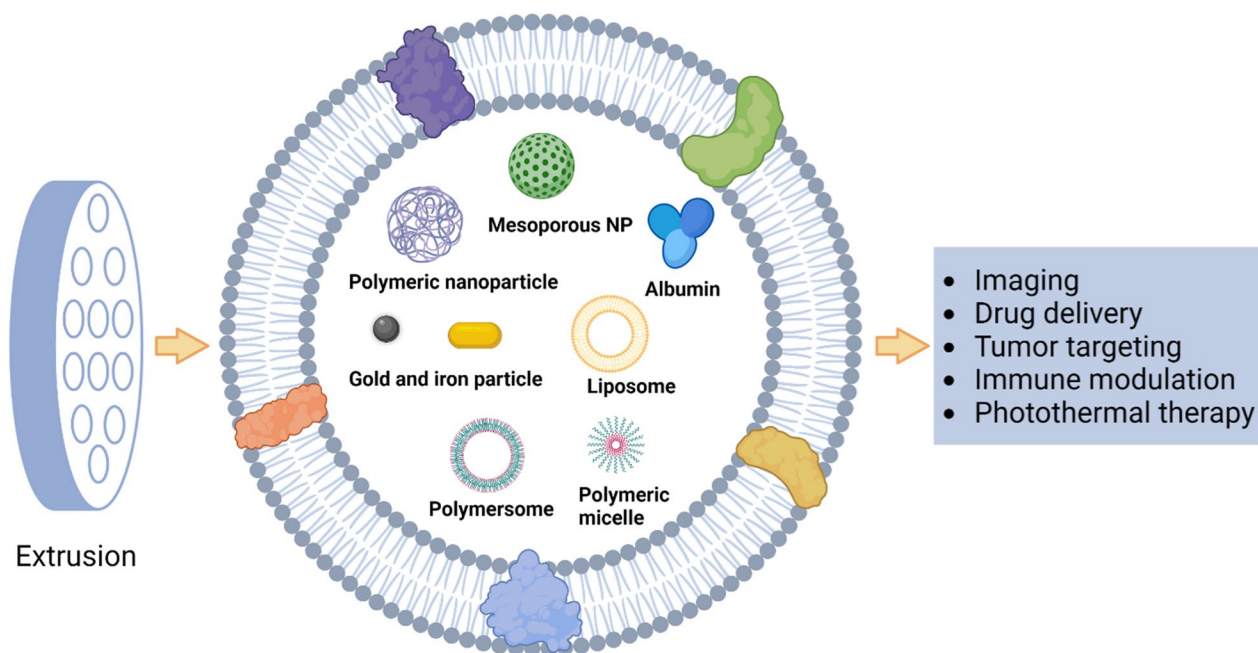 Mesoporous NP
Polymeric nanoparticle
Albumin
Gold and iron particle
Liposome
Polymersome
Polymeric
micelle
Extrusion
• Imaging
• Drug delivery
• Tumor targeting
• Immune modulation
• Photothermal therapy